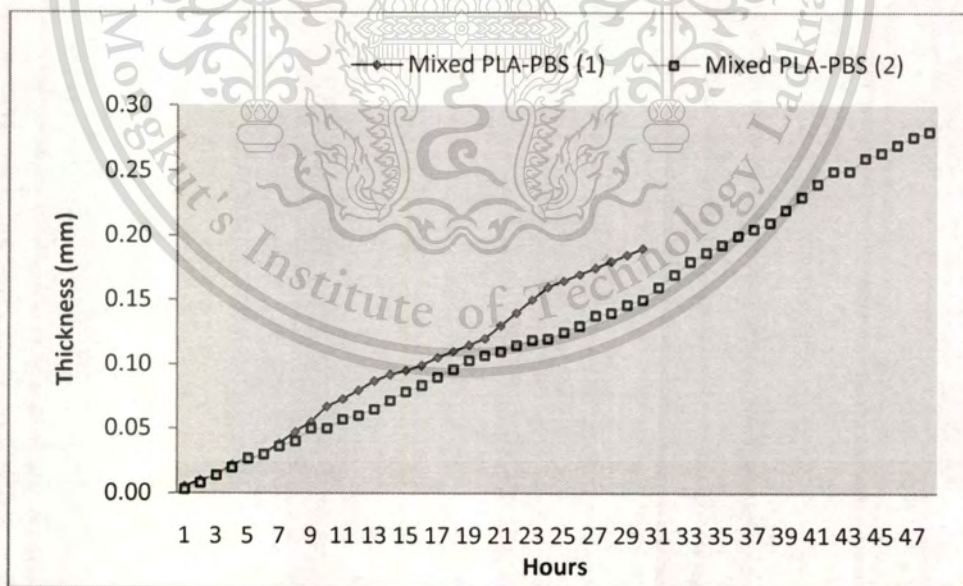 Mongkut's Institute of Technology Ladkra
Mixed PLA-PBS (1) Mixed PLA-PBS (2)
0.30
0.25
0.20
0.15
0.10
0.05
0.00
Thickness (mm)
1 3 5 7 9 11 13 15 17 19 21 23 25 27 29 31 33 35 37 39 41 43 45 47
Hours